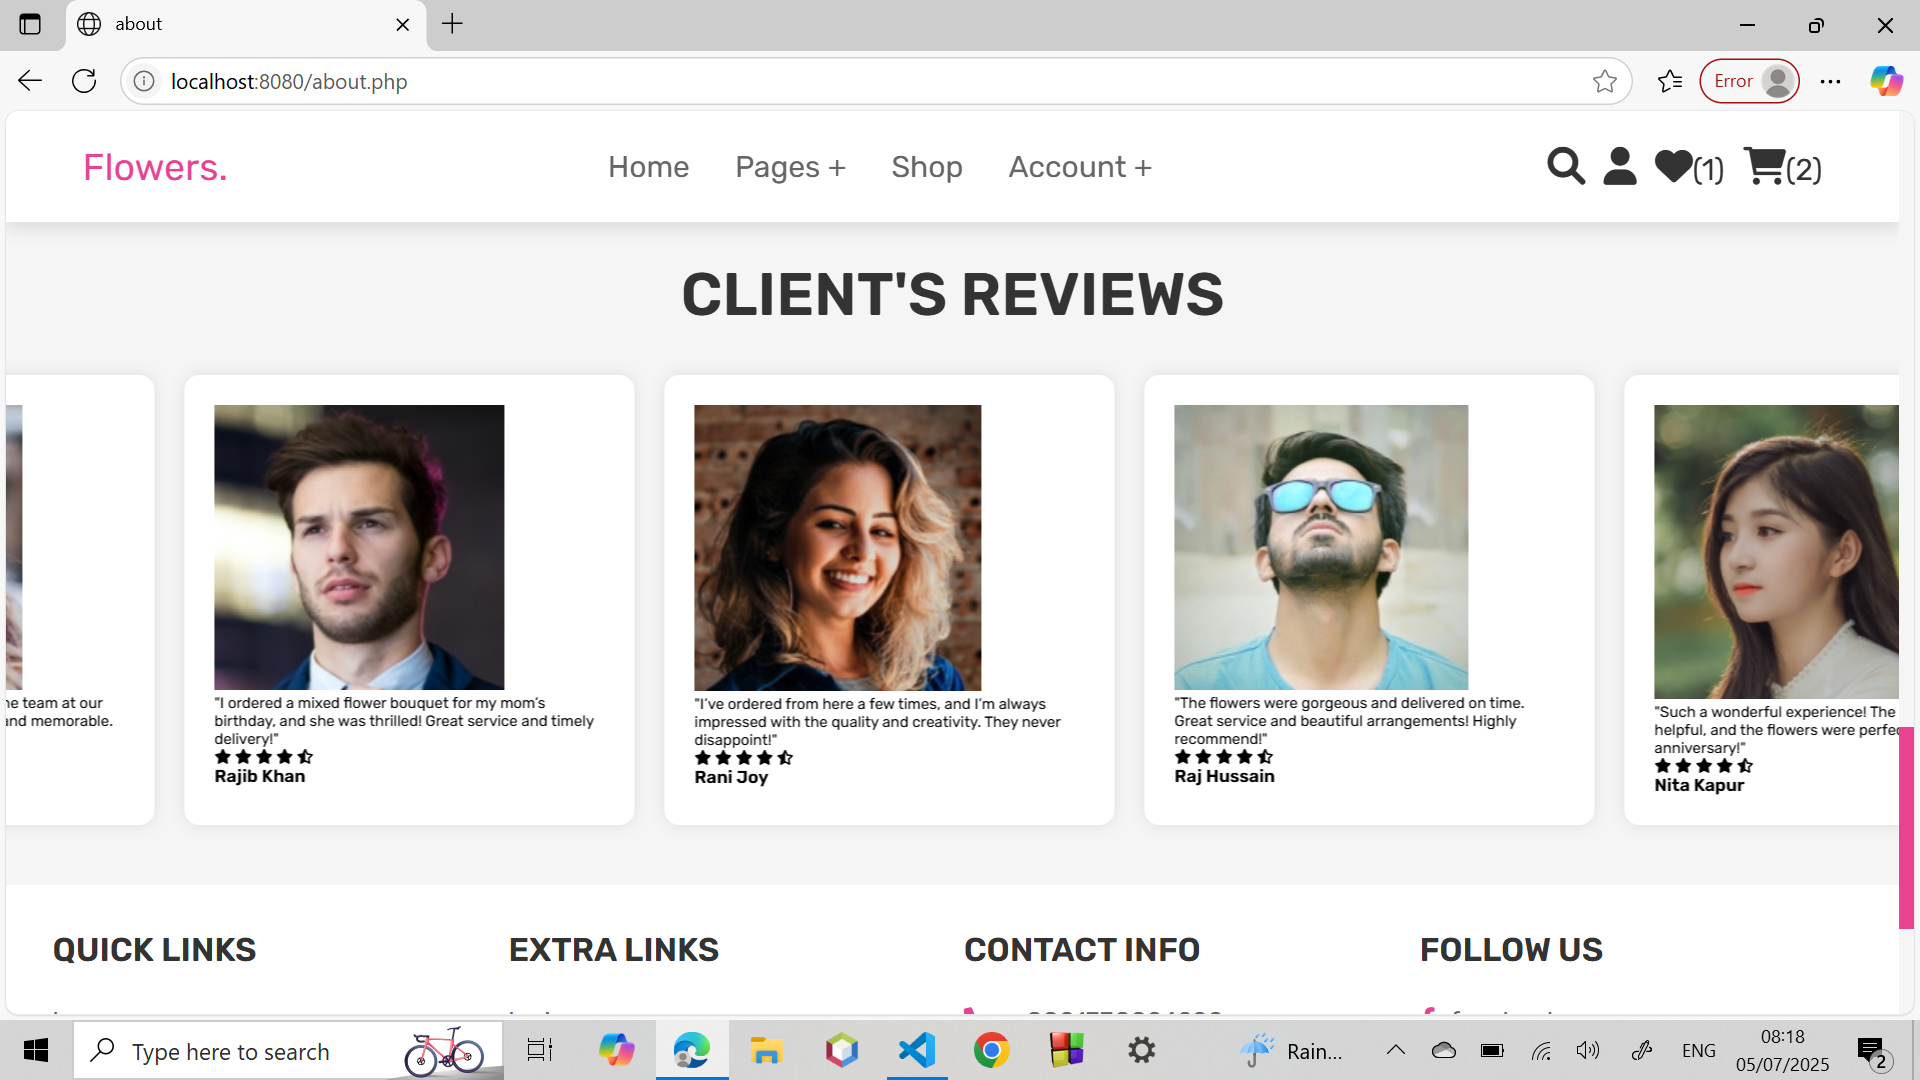 about
localhost:8080/about.php
Error
Flowers.
Home
Pages +
Shop
Account +
(1)
(2)
CLIENT'S REVIEWS
team at our
and memorable.
"I ordered a mixed flower bouquet for my mom's
birthday, and she was thrilled! Great service and timely
delivery!"
Rajib Khan
"I've ordered from here a few times, and I'm always
impressed with the quality and creativity. They never
disappoint!"
Rani Joy
"The flowers were gorgeous and delivered on time.
Great service and beautiful arrangements! Highly
recommend!"
Raj Hussain
"Such a wonderful experience! The
helpful, and the flowers were
anniversary!"
Nita Kapur
QUICK LINKS
EXTRA LINKS
CONTACT INFO
FOLLOW US
Type here to search
Rain...
ENG
08:18
05/07/2025
2